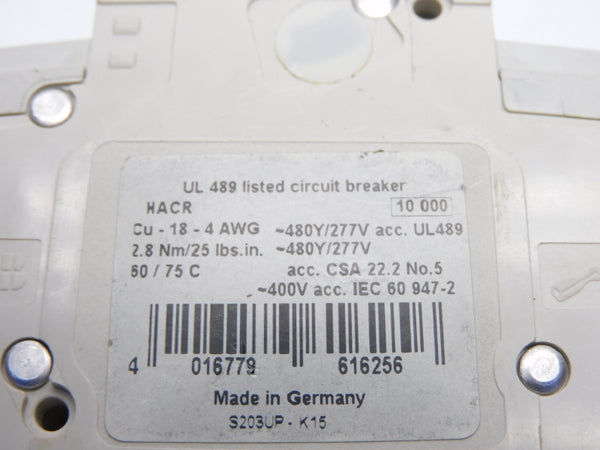 UL 489 listed circuit breaker
HACR 10 000
Cu - 18 - 4 AWG ~480Y/277V acc. UL489
2.8 Nm/25 lbs.in. ~480Y/277V
60 / 75 C acc. CSA 22.2 No.5
~400V acc. IEC 60 947-2
4 016779 616256
Made in Germany
S203UP - K15